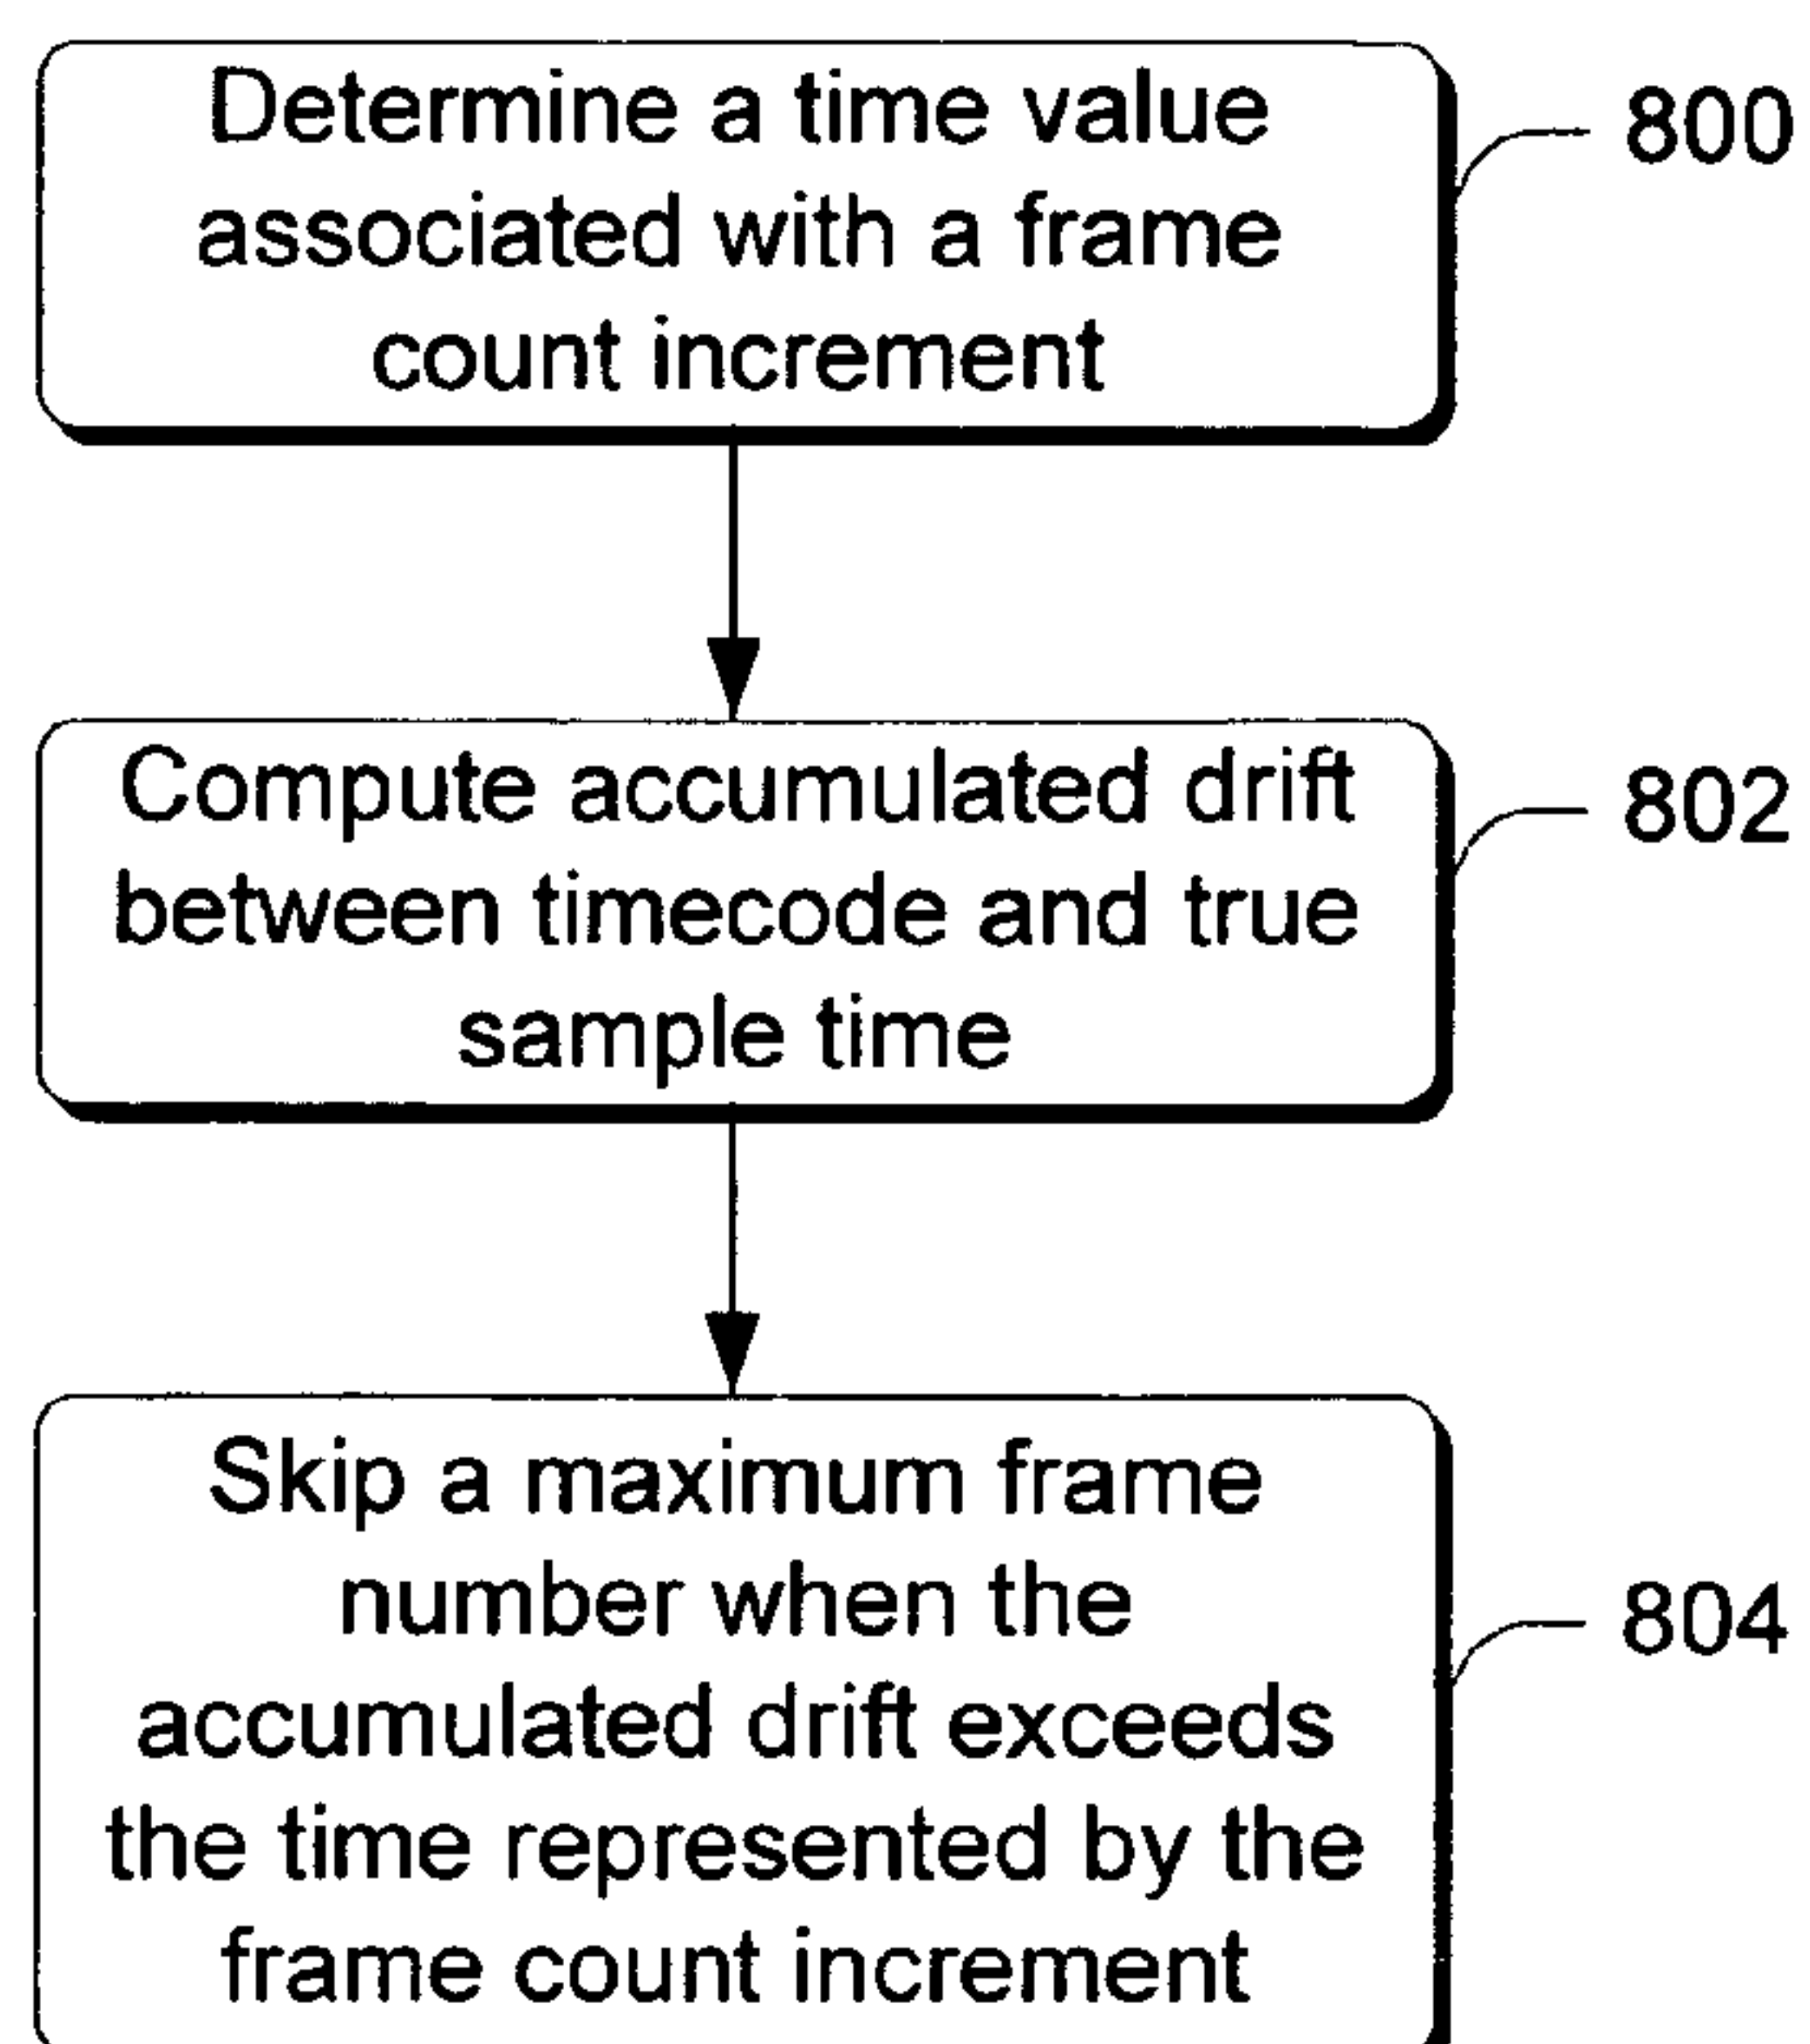 Determine a time value
associated with a frame
count increment
800
Compute accumulated drift
between timecode and true
sample time
802
Skip a maximum frame
number when the
accumulated drift exceeds
the time represented by the
frame count increment
804